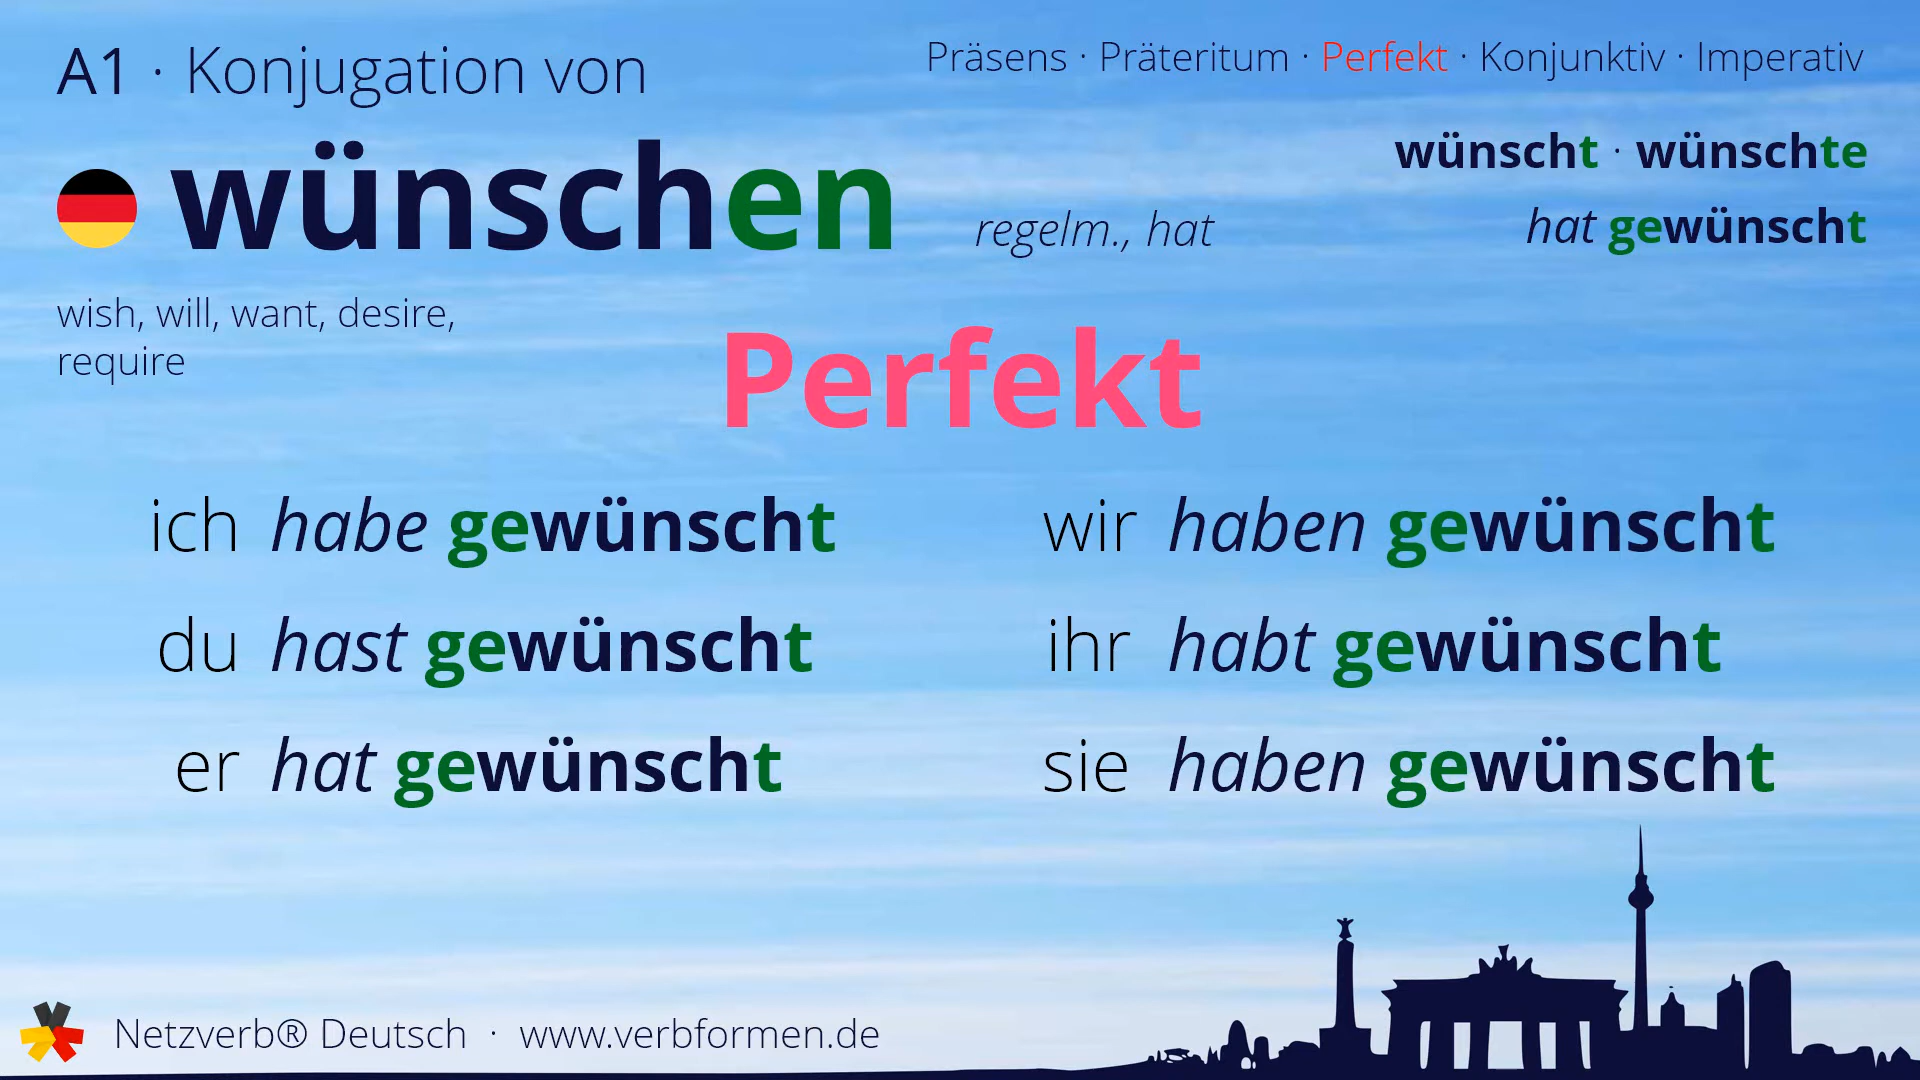 A1 · Konjugation von
Präsens · Präteritum · Perfekt · Konjunktiv · Imperativ
wünschen
regelm., hat
wünscht · wünschte
hat gewünscht
wish, will, want, desire,
require
Perfekt
ich habe gewünscht
du hast gewünscht
er hat gewünscht
wir haben gewünscht
ihr habt gewünscht
sie haben gewünscht
Netzverb® Deutsch · www.verbformen.de